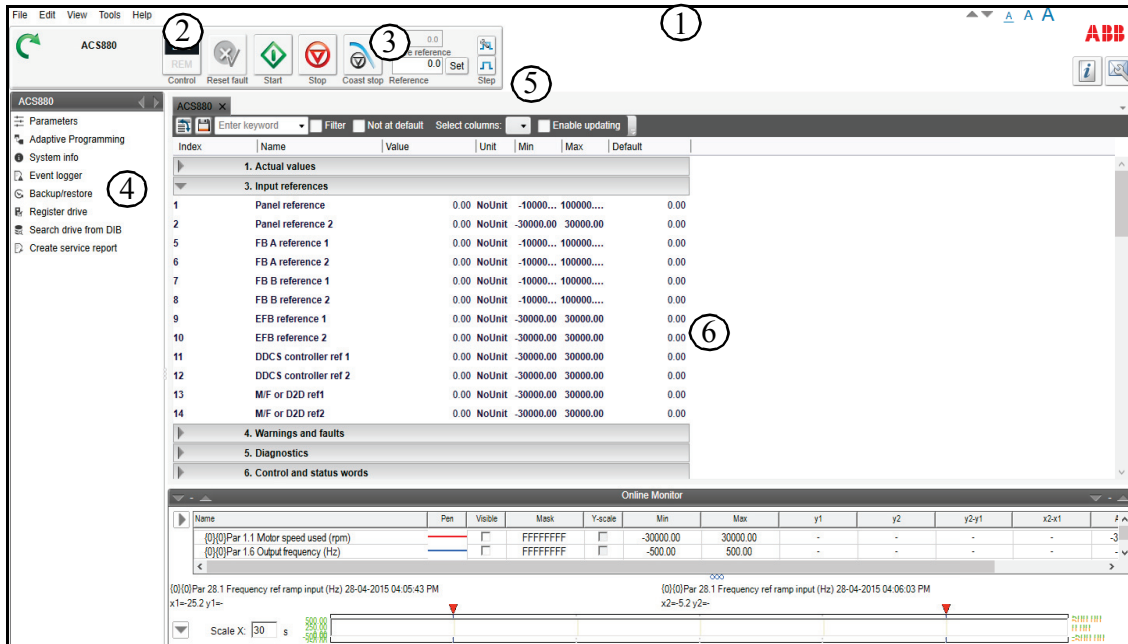 File Edit View Tools Help
1
A A A
ABB
ACS880
2
REM
Control
Reset fault
Start
Stop
Coast stop
3
0.0
reference
0.0 Set
Reference
Step
5
i
ACS880
Parameters
Adaptive Programming
System info
Event logger
Backup/restore
Register drive
Search drive from DIB
Create service report
4
ACS880 ×
Enter keyword Filter Not at default Select columns: Enable updating
Index Name Value Unit Min Max Default
1. Actual values
3. Input references
1 Panel reference 0.00 NoUnit -10000... 100000.... 0.00
2 Panel reference 2 0.00 NoUnit -30000.00 30000.00 0.00
5 FB A reference 1 0.00 NoUnit -10000... 100000.... 0.00
6 FB A reference 2 0.00 NoUnit -10000... 100000.... 0.00
7 FB B reference 1 0.00 NoUnit -10000... 100000.... 0.00
8 FB B reference 2 0.00 NoUnit -10000... 100000.... 0.00
9 EFB reference 1 0.00 NoUnit -30000.00 30000.00 0.00
10 EFB reference 2 0.00 NoUnit -30000.00 30000.00 0.00
6
11 DDCS controller ref 1 0.00 NoUnit -30000.00 30000.00 0.00
12 DDCS controller ref 2 0.00 NoUnit -30000.00 30000.00 0.00
13 M/F or D2D ref1 0.00 NoUnit -30000.00 30000.00 0.00
14 M/F or D2D ref2 0.00 NoUnit -30000.00 30000.00 0.00
4. Warnings and faults
5. Diagnostics
6. Control and status words
Online Monitor
Name Pen Visible Mask Y-scale Min Max y1 y2 y2-y1 x2-x1
{0}{0}Par 1.1 Motor speed used (rpm) FFFFFFFF -30000.00 30000.00 - - - - -3
{0}{0}Par 1.6 Output frequency (Hz) FFFFFFFF -500.00 500.00 - - - - -
{0}{0}Par 28.1 Frequency ref ramp input (Hz) 28-04-2015 04:05:43 PM
x1=-25.2 y1=-
{0}{0}Par 28.1 Frequency ref ramp input (Hz) 28-04-2015 04:06:03 PM
x2=-5.2 y2=-
Scale X: 30 s